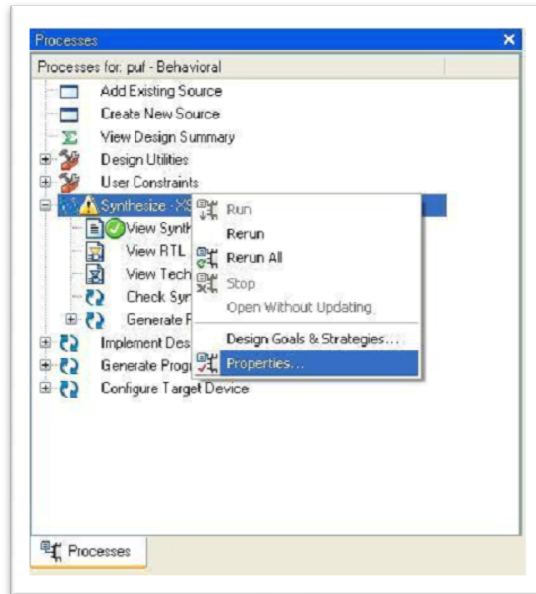 Processes
Processes for: puf - Behavioral
Add Existing Source
Create New Source
View Design Summary
Design Utilities
User Constraints
Synthesize - XS
View Synth
View RTL
View Tech
Check Syn
Generate P
Implement Des
Generate Progr
Configure Target Device
Run
Rerun
Rerun All
Stop
Open Without Updating
Design Goals & Strategies...
Properties...
Processes